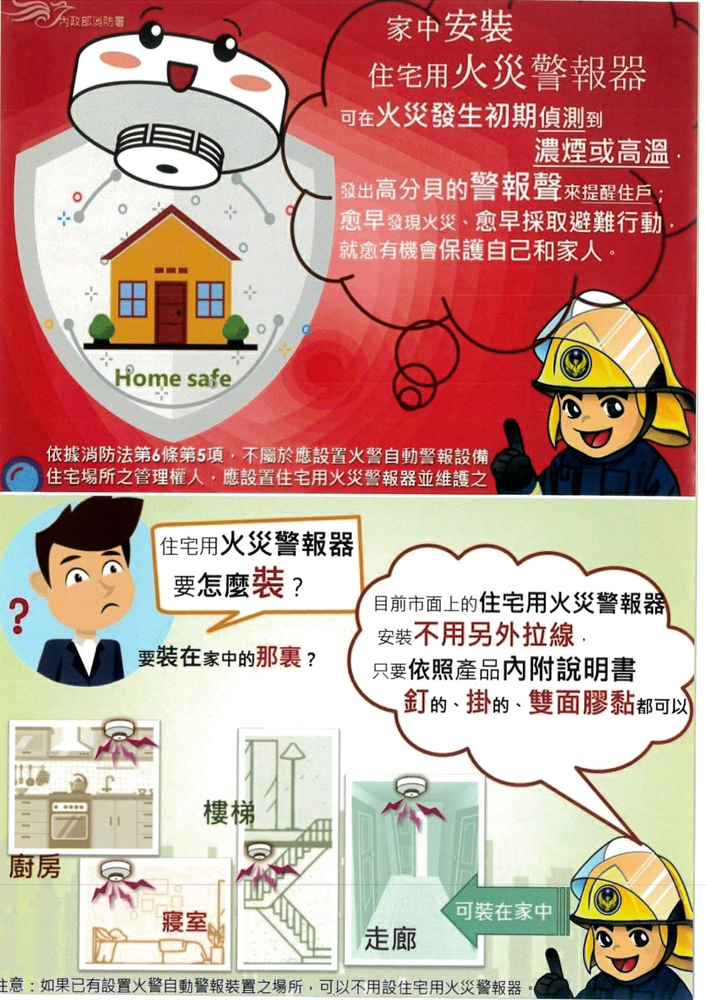 內政部消防署
家中安裝
住宅用火災警報器
可在火災發生初期偵測到
濃煙或高溫，
發出高分貝的警報聲來提醒住戶；
愈早發現火災、愈早採取避難行動，
就愈有機會保護自己和家人。
Home safe
依據消防法第6條第5項，不屬於應設置火警自動警報設備
住宅場所之管理權人，應設置住宅用火災警報器並維護之
住宅用火災警報器
要怎麼裝？
?
要裝在家中的那裏？
目前市面上的住宅用火災警報器
安裝不用另外拉線，
只要依照產品內附說明書
釘的、掛的、雙面膠黏都可以
廚房
寢室
樓梯
走廊
可裝在家中
注意：如果已有設置火警自動警報裝置之場所，可以不用設住宅用火災警報器。